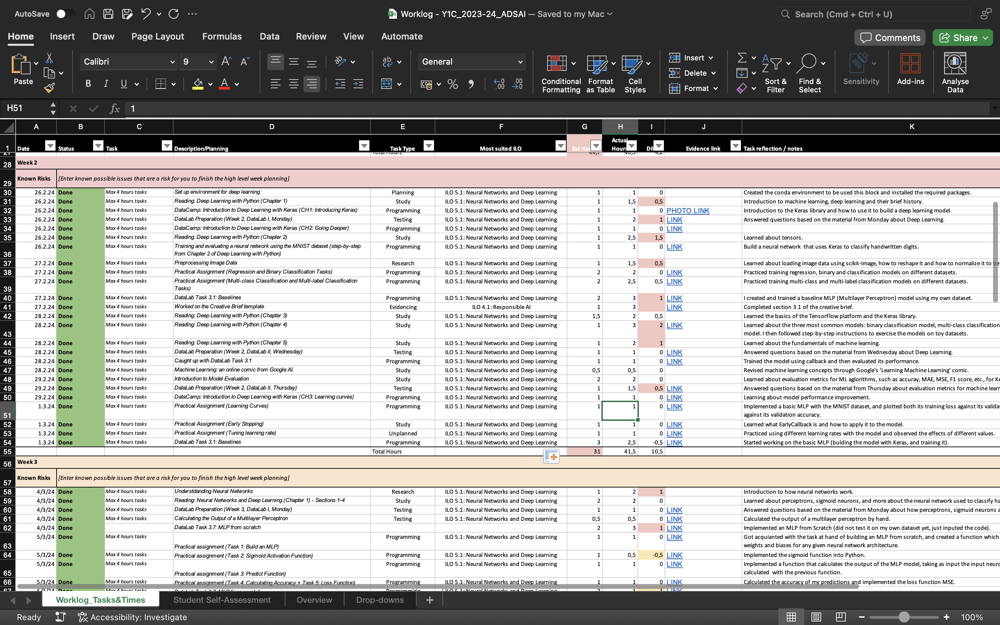 AutoSave
Worklog - Y1C_2023-24_ADSAI — Saved to my Mac
Search (Cmd + Ctrl + U)
Home Insert Draw Page Layout Formulas Data Review View Automate
Comments Share
Paste Calibri 9 General
B I U
Conditional Formatting
Format as Table
Cell Styles
Insert
Delete
Format
Sort & Filter
Find & Select
Sensitivity
Add-ins
Analyse Data
H51 fx 1
A B C D E F G H I J K
1 Date Status Task Description/Planning Task Type Most suited ILO Est Actual Hours Evidence link Task reflection / notes
28 Week 2
29 Known Risks [Enter known possible issues that are a risk for you to finish the high level week planning]
30 26.2.24 Done Max 4 hours tasks Set up environment for deep learning Planning ILO 5.1: Neural Networks and Deep Learning 1 1 0 Created the conda environment to be used this block and installed the required packages.
31 26.2.24 Done Max 4 hours tasks Reading: Deep Learning with Python (Chapter 1) Study ILO 5.1: Neural Networks and Deep Learning 1 1,5 0,5 Introduction to machine learning, deep learning and their brief history.
32 26.2.24 Done Max 4 hours tasks DataCamp: Introduction to Deep Learning with Keras (CH1: Introducing Keras) Programming ILO 5.1: Neural Networks and Deep Learning 1 1 0 PHOTO LINK Introduction to the Keras library and how to use it to build a deep learning model.
33 26.2.24 Done Max 4 hours tasks DataLab Preparation (Week 2, DataLab I, Monday) Testing ILO 5.1: Neural Networks and Deep Learning 1 2 1 LINK Answered questions based on the material from Monday about Deep Learning.
34 26.2.24 Done Max 4 hours tasks DataCamp: Introduction to Deep Learning with Keras (CH2: Going Deeper) Programming ILO 5.1: Neural Networks and Deep Learning 1 1 0 LINK
35 26.2.24 Done Max 4 hours tasks Reading: Deep Learning with Python (Chapter 2) Study ILO 5.1: Neural Networks and Deep Learning 1 2,5 1,5 Learned about tensors.
36 26.2.24 Done Max 4 hours tasks Training and evaluating a neural network using the MNIST dataset (step-by-step from Chapter 2 of Deep Learning with Python) Programming ILO 5.1: Neural Networks and Deep Learning 1 1 0 LINK Build a neural network that uses Keras to classify handwritten digits.
37 27.2.24 Done Max 4 hours tasks Preprocessing Image Data Research ILO 5.1: Neural Networks and Deep Learning 1 1,5 0,5 Learned about loading image data using scikit-image, how to reshape it and how to normalize it to be
38 27.2.24 Done Max 4 hours tasks Practical Assignment (Regression and Binary Classification Tasks) Programming ILO 5.1: Neural Networks and Deep Learning 2 2 0 LINK Practiced training regression, binary and classification models on different datasets.
39 27.2.24 Done Max 4 hours tasks Practical Assignment (Multi-class Classification and Multi-label Classification Tasks) Programming ILO 5.1: Neural Networks and Deep Learning 2 2,5 0,5 LINK Practiced training multi-class and multi-label classification models on different datasets.
40 27.2.24 Done Max 4 hours tasks DataLab Task 3.1: Baselines Programming ILO 5.1: Neural Networks and Deep Learning 2 3 1 LINK I created and trained a baseline MLP (Multilayer Perceptron) model using my own dataset.
41 27.2.24 Done Max 4 hours tasks Worked on the Creative Brief template Evidencing ILO 4.1: Responsible AI 1 3 LINK Completed section 3.1 of the creative brief.
42 28.2.24 Done Max 4 hours tasks Reading: Deep Learning with Python (Chapter 3) Study ILO 5.1: Neural Networks and Deep Learning 1,5 2 0,5 Learned the basics of the TensorFlow platform and the Keras library.
43 28.2.24 Done Max 4 hours tasks Reading: Deep Learning with Python (Chapter 4) Study ILO 5.1: Neural Networks and Deep Learning 1 3 2 LINK Learned about the three most common models: binary classification model, multi-class classification
model. I then followed step-by-step instructions to exercise the models on toy datasets.
44 28.2.24 Done Max 4 hours tasks Reading: Deep Learning with Python (Chapter 5) Study ILO 5.1: Neural Networks and Deep Learning 1 2 1 Learned about the fundamentals of machine learning.
45 28.2.24 Done Max 4 hours tasks DataLab Preparation (Week 2, DataLab II, Wednesday) Testing ILO 5.1: Neural Networks and Deep Learning 1 1 0 LINK Answered questions based on the material from Wednesday about Deep Learning.
46 28.2.24 Done Max 4 hours tasks Caught up with DataLab Task 3.1 Programming ILO 5.1: Neural Networks and Deep Learning 1 1 0 LINK Trained the model using callback and then evaluated its performance.
47 28.2.24 Done Max 4 hours tasks Machine Learning: an online comic from Google AI. Study ILO 5.1: Neural Networks and Deep Learning 0,5 0,5 0 Revised machine learning concepts through Google's 'Learning Machine Learning' comic.
48 29.2.24 Done Max 4 hours tasks Introduction to Model Evaluation Study ILO 5.1: Neural Networks and Deep Learning 2 2 0 Learned about evaluation metrics for ML aglorithms, such as accuray, MAE, MSE, F1 score, etc., for
49 29.2.24 Done Max 4 hours tasks DataLab Preparation (Week 2, DataLab II, Thursday) Testing ILO 5.1: Neural Networks and Deep Learning 1 1,5 0,5 LINK Answered questions based on the material from Thursday about evaluation metrics for machine
50 29.2.24 Done Max 4 hours tasks DataCamp: Introduction to Deep Learning with Keras (CH3: Learning curves) Programming ILO 5.1: Neural Networks and Deep Learning 1 1 0 LINK Learning about model performance improvement.
51 1.3.24 Done Max 4 hours tasks Practical Assignment (Learning Curves) Programming ILO 5.1: Neural Networks and Deep Learning 1 1 0 LINK Implemented a basic MLP with the MNIST dataset, and plotted both its training loss against its
against its validation accuracy.
52 1.3.24 Done Max 4 hours tasks Practical Assignment (Early Stopping) Study ILO 5.1: Neural Networks and Deep Learning 1 1 0 LINK Learned what EarlyCallback is and how to apply it to the model.
53 1.3.24 Done Max 4 hours tasks Practical Assignment (Tuning learning rate) Unplanned ILO 5.1: Neural Networks and Deep Learning 1 1 0 LINK Practiced using different learning rates with the model and observed the effects of different values.
54 1.3.24 Done Max 4 hours tasks DataLab Task 3.1: Baselines Programming ILO 5.1: Neural Networks and Deep Learning 3 2,5 -0,5 LINK Started working on the basic MLP (bulding the model with Keras, and training it).
55 Total Hours 31 41,5 10,5
56 Week 3
57 Known Risks [Enter known possible issues that are a risk for you to finish the high level week planning]
58 4/3/24 Done Max 4 hours tasks Understdanding Neural Networks Research ILO 5.1: Neural Networks and Deep Learning 1 2 1 Introduction to how neural networks work.
59 4/3/24 Done Max 4 hours tasks Reading: Neural Networks and Deep Learning (Chapter 1) - Sections 1-4 Study ILO 5.1: Neural Networks and Deep Learning 2 2 0 Learned about perceptrons, sigmoid neurons, and more about the neural network used to classify
60 4/3/24 Done Max 4 hours tasks DataLab Preparation (Week 3, DataLab I, Monday) Testing ILO 5.1: Neural Networks and Deep Learning 1 1 0 LINK Answered questions based on the material from Monday about how perceptrons, sigmuid neurons
61 4/3/24 Done Max 4 hours tasks Calculating the Output of a Multilayer Perceptron Testing ILO 5.1: Neural Networks and Deep Learning 0,5 0,5 0 LINK Calculated the output of a multilayer perceptron by hand.
62 4/3/24 Done DataLab Task 3.7: MLP from scratch 2 3 1 LINK Implemented an MLP from Scratch (did not test it on my own dataset yet, just inputed the code).
63 5/3/24 Done Max 4 hours tasks Practical assignment (Task 1: Build an MLP) Programming ILO 5.1: Neural Networks and Deep Learning 1 1 0 LINK Got acquianted with the task at hand of building an MLP from scratch, and created a function which
weights and biases for any given neural network architecture.
64 5/3/24 Done Max 4 hours tasks Practical assignment (Task 2: Sigmoid Activation Function) Programming ILO 5.1: Neural Networks and Deep Learning 1 0,5 -0,5 LINK Implemented the sigmoid function into Python.
65 5/3/24 Done Max 4 hours tasks Practical assignment (Task 3: Predict Function) Programming ILO 5.1: Neural Networks and Deep Learning 1 1 0 LINK Implemented a function that calculates the output of the MLP model, taking as input the input
calculated with the previous function.
66 5/3/24 Done Max 4 hours tasks Practical assignment (Task 4: Calculating Accuracy + Task 5: Loss Function) Programming ILO 5.1: Neural Networks and Deep Learning 1 1 0 LINK Calculated the accuracy of my predictions and implemented the loss function MSE.
Worklog_Tasks&Times Student Self-Assessment Overview Drop-downs +
Ready Accessibility: Investigate 100%